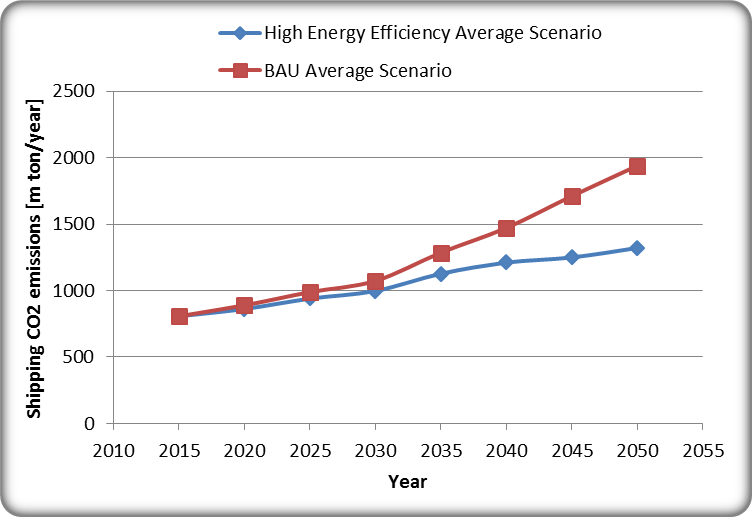 High Energy Efficiency Average Scenario
BAU Average Scenario
Shipping CO2 emissions [m ton/year]
2500
2000
1500
1000
500
0
2010 2015 2020 2025 2030 2035 2040 2045 2050 2055
Year